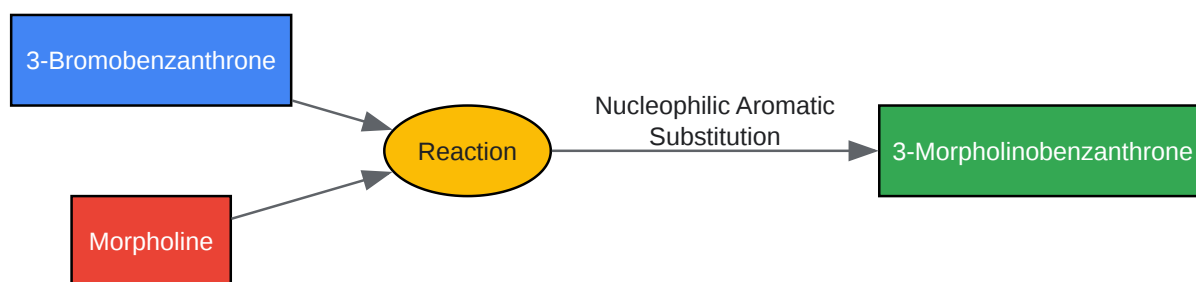 3-Bromobenzanthrone
Nucleophilic Aromatic
Substitution
Reaction
3-Morpholinobenzanthrone
Morpholine